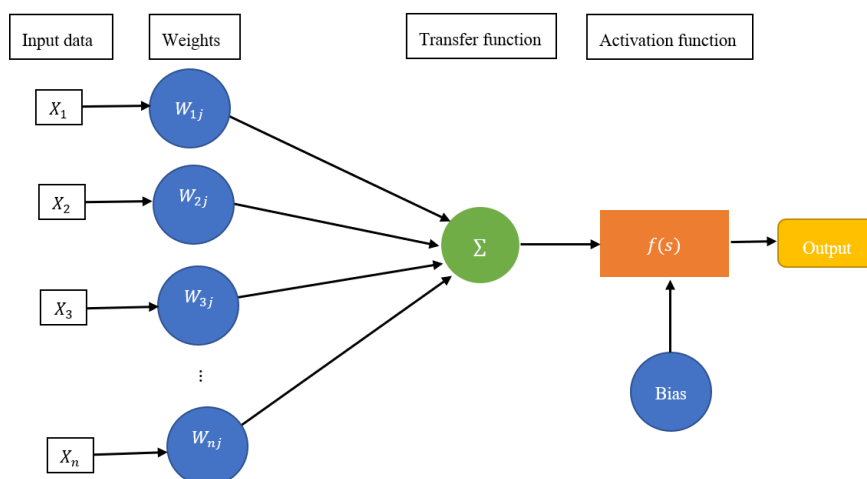 Input data
Weights
Transfer function
Activation function
X₁
W₁ⱼ
X₂
W₂ⱼ
Σ
f(s)
Output
X₃
W₃ⱼ
⋮
Bias
Xₙ
Wₙⱼ